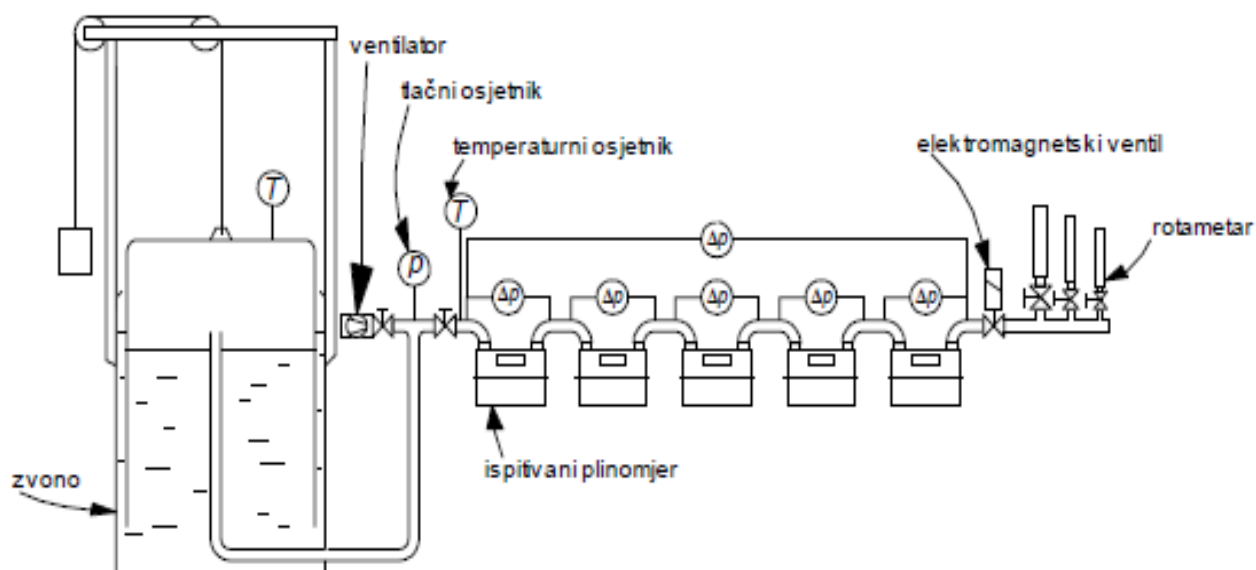 ventilator
tlačni osjetnik
temperaturni osjetnik
elektromagnetski ventil
rotametar
T
T
p
Δp
Δp
Δp
Δp
Δp
Δp
ispitivani plinomjer
zvono